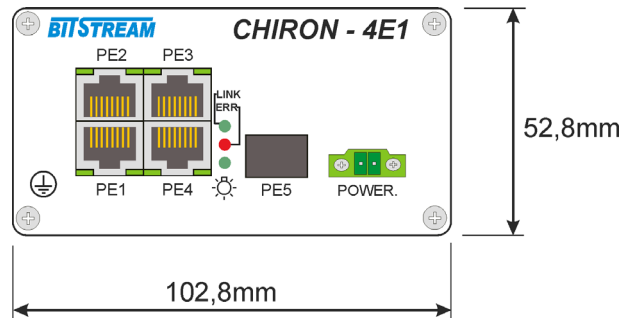 BITSTREAM CHIRON - 4E1
PE2 PE3
LINK
ERR
52,8mm
PE1 PE4 PE5 POWER.
102,8mm